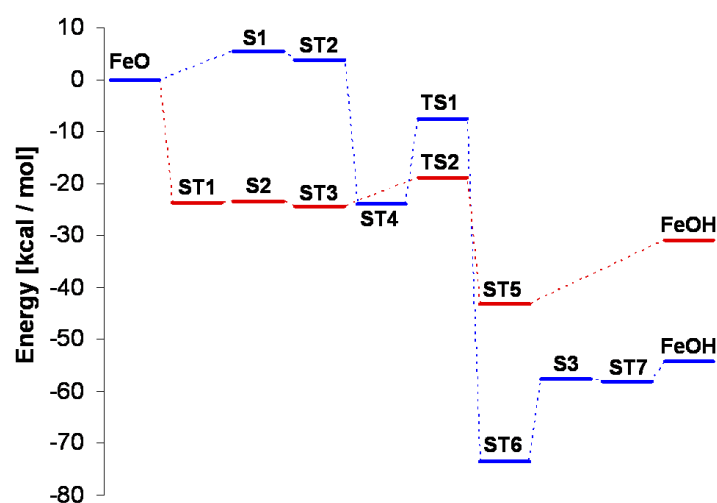 10
0
-10
-20
-30
-40
-50
-60
-70
-80
Energy [kcal / mol]
FeO
S1
ST2
TS1
ST1
S2
ST3
TS2
ST4
FeOH
ST5
FeOH
S3
ST7
ST6